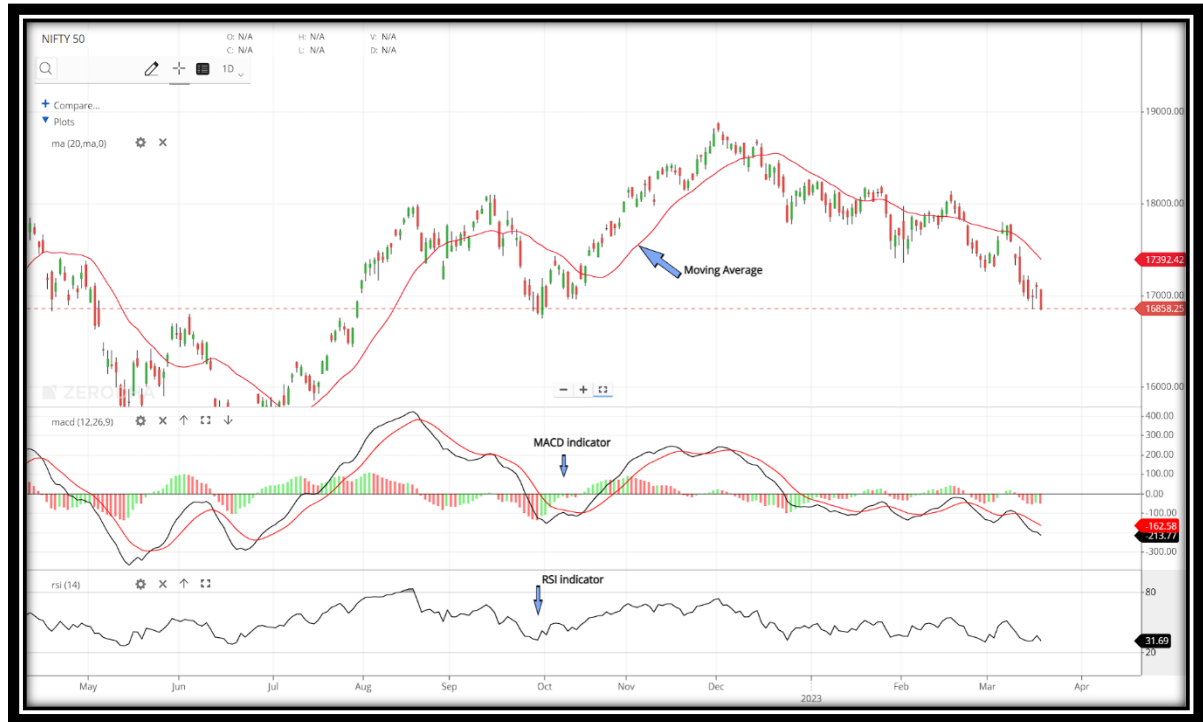 NIFTY 50
O: N/A H: N/A V: N/A
C: N/A L: N/A D: N/A
1D
+ Compare...
Plots
ma (20,ma,0)
19000.00
18000.00
17392.42
Moving Average
17000.00
16858.25
16000.00
ZERODHA
macd (12,26,9)
400.00
MACD indicator
300.00
200.00
100.00
0.00
-100.00
-162.58
-213.77
-300.00
rsi (14)
RSI indicator
80
31.69
20
May Jun Jul Aug Sep Oct Nov Dec Feb Mar Apr
2023